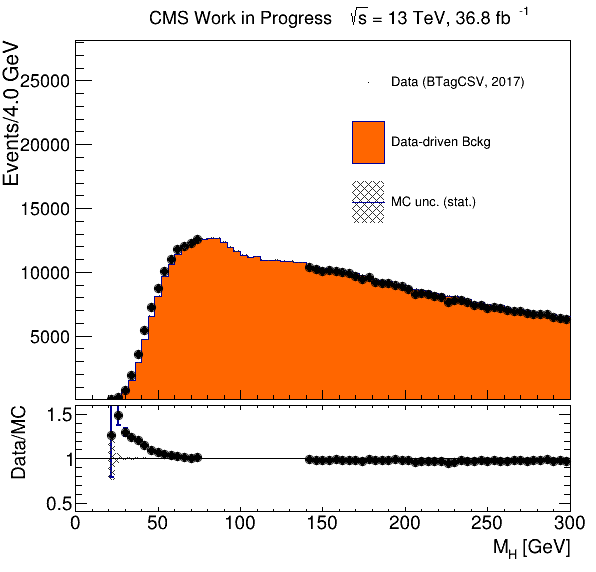 CMS Work in Progress √s = 13 TeV, 36.8 fb⁻¹
Events/4.0 GeV
25000
20000
15000
10000
5000
Data (BTagCSV, 2017)
Data-driven Bckg
MC unc. (stat.)
Data/MC
1.5
1
0.5
0 50 100 150 200 250 300
M_H [GeV]